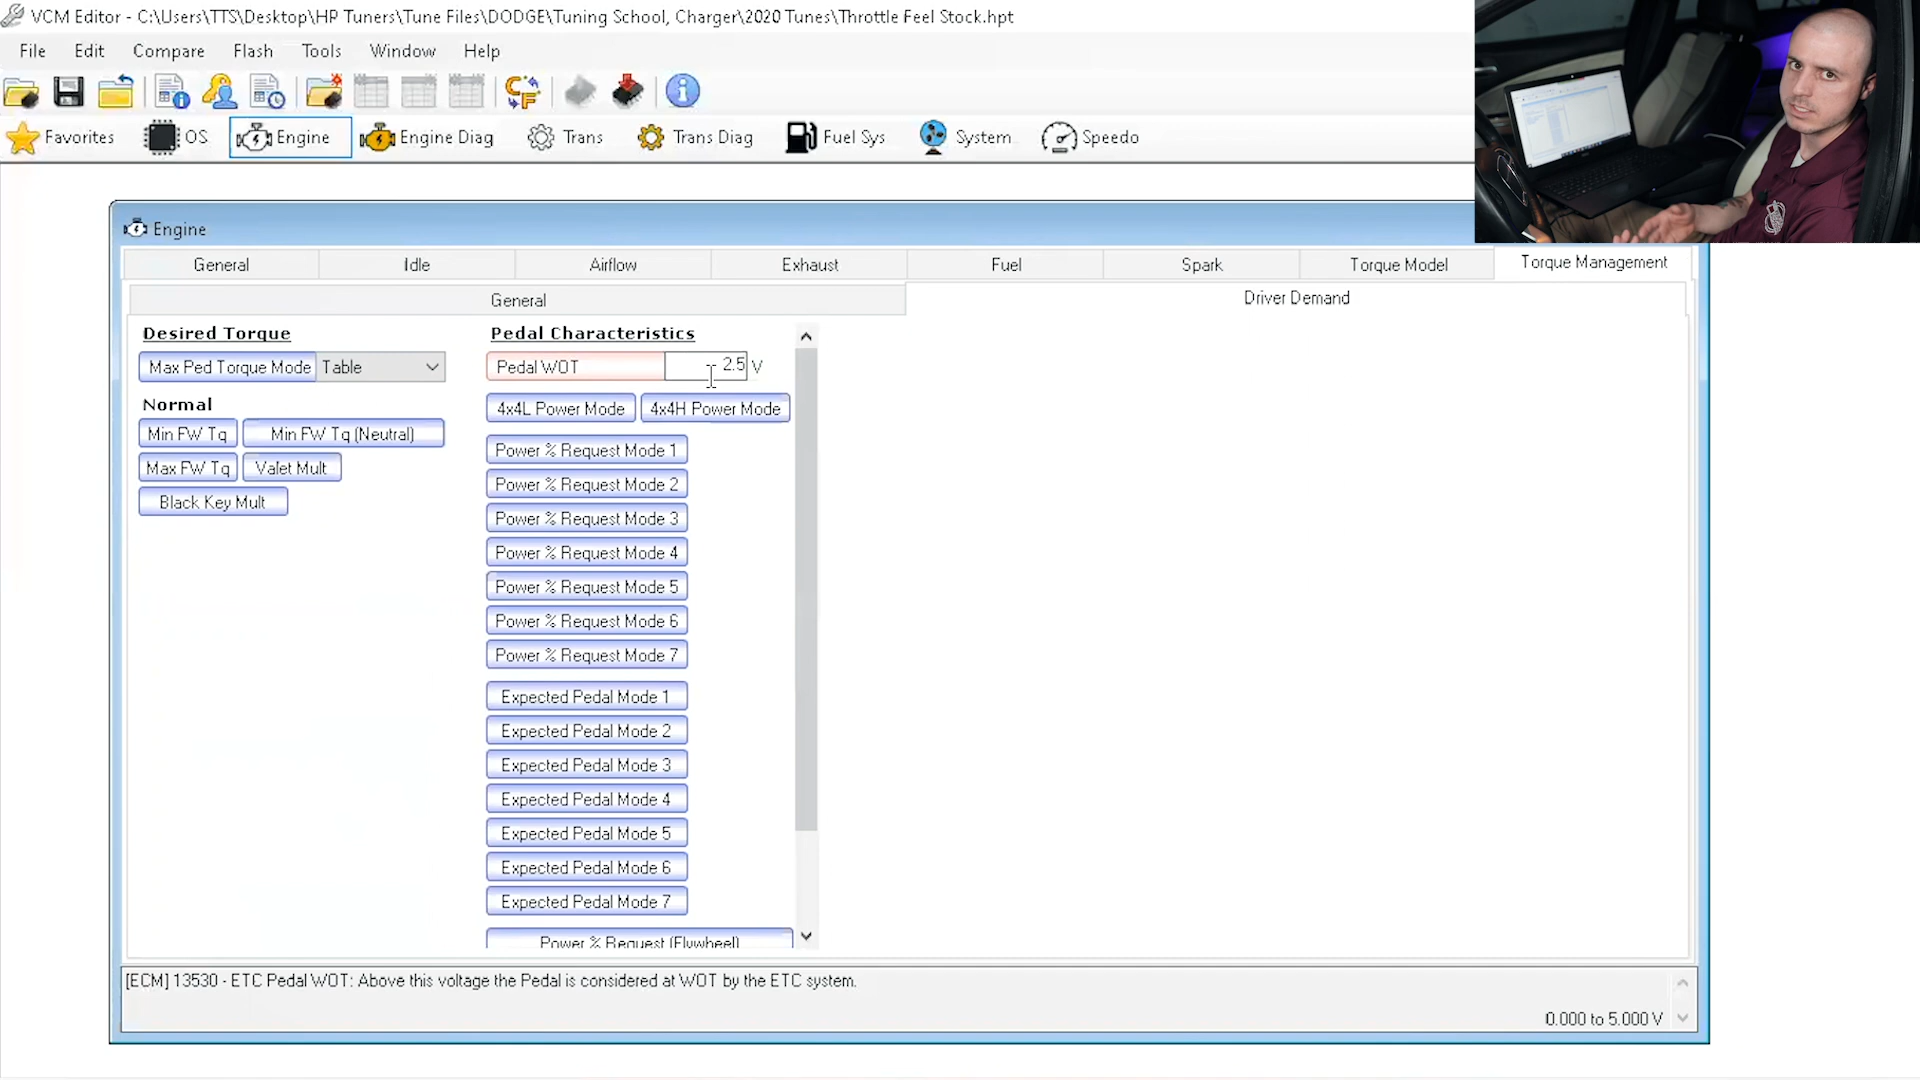 VCM Editor - C:\Users\TTS\Desktop\HP Tuners\Tune Files\DODGE\Tuning School, Charger\2020 Tunes\Throttle Feel Stock.hpt
File Edit Compare Flash Tools Window Help
Favorites OS Engine Engine Diag Trans Trans Diag Fuel Sys System Speedo
Engine
General Idle Airflow Exhaust Fuel Spark Torque Model Torque Management
General Driver Demand
Desired Torque
Max Ped Torque Mode Table
Normal
Min FW Tq Min FW Tq (Neutral)
Max FW Tq Valet Mult
Black Key Mult
Pedal Characteristics
Pedal WOT 2.5 V
4x4L Power Mode 4x4H Power Mode
Power % Request Mode 1
Power % Request Mode 2
Power % Request Mode 3
Power % Request Mode 4
Power % Request Mode 5
Power % Request Mode 6
Power % Request Mode 7
Expected Pedal Mode 1
Expected Pedal Mode 2
Expected Pedal Mode 3
Expected Pedal Mode 4
Expected Pedal Mode 5
Expected Pedal Mode 6
Expected Pedal Mode 7
Power % Request (Flywheel)
[ECM] 13530 - ETC Pedal WOT: Above this voltage the Pedal is considered at WOT by the ETC system.
0.000 to 5.000 V